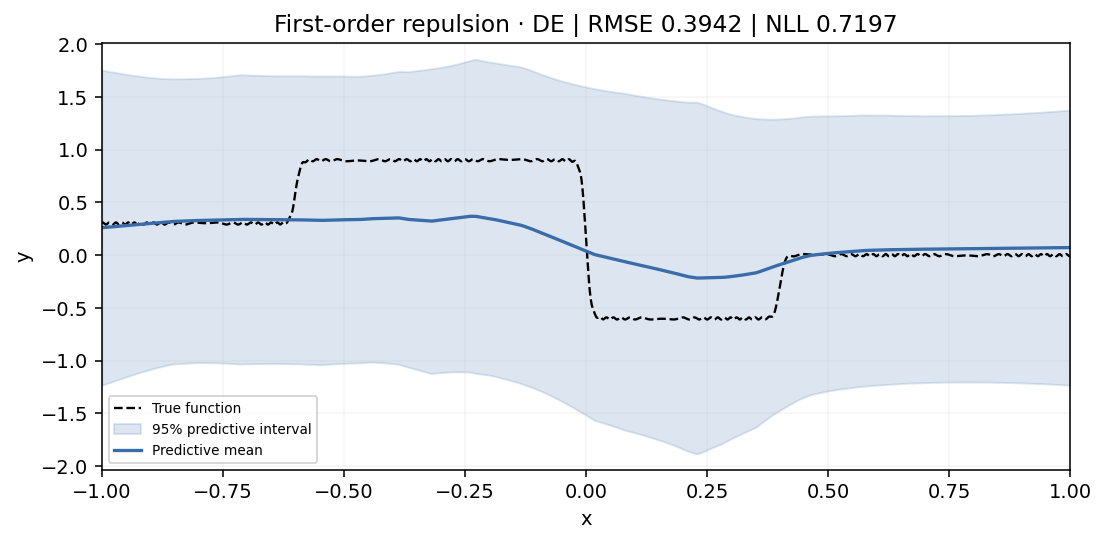 First-order repulsion · DE | RMSE 0.3942 | NLL 0.7197
2.0
1.5
1.0
0.5
0.0
−0.5
−1.0
−1.5
−2.0
y
True function
95% predictive interval
Predictive mean
−1.00 −0.75 −0.50 −0.25 0.00 0.25 0.50 0.75 1.00
x